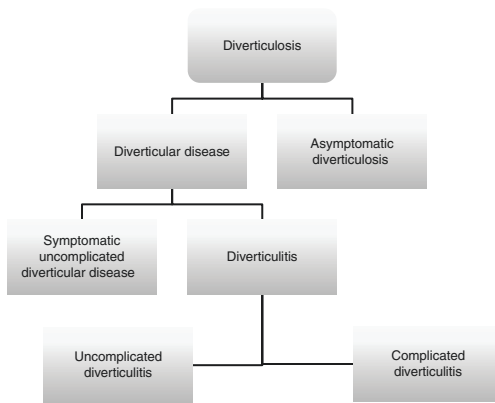 Diverticulosis
Diverticular disease
Asymptomatic
diverticulosis
Symptomatic
uncomplicated
diverticular disease
Diverticulitis
Uncomplicated
diverticulitis
Complicated
diverticulitis